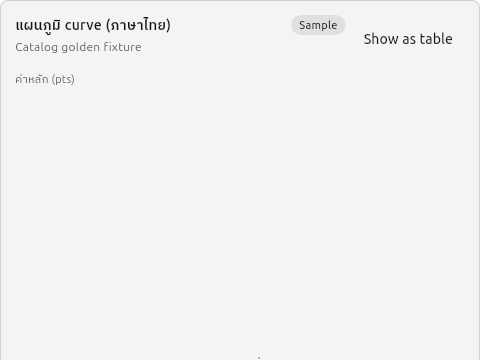 แผนภูมิ curve (ภาษาไทย)
Sample
Show as table
Catalog golden fixture
ค่าหลัก (pts)